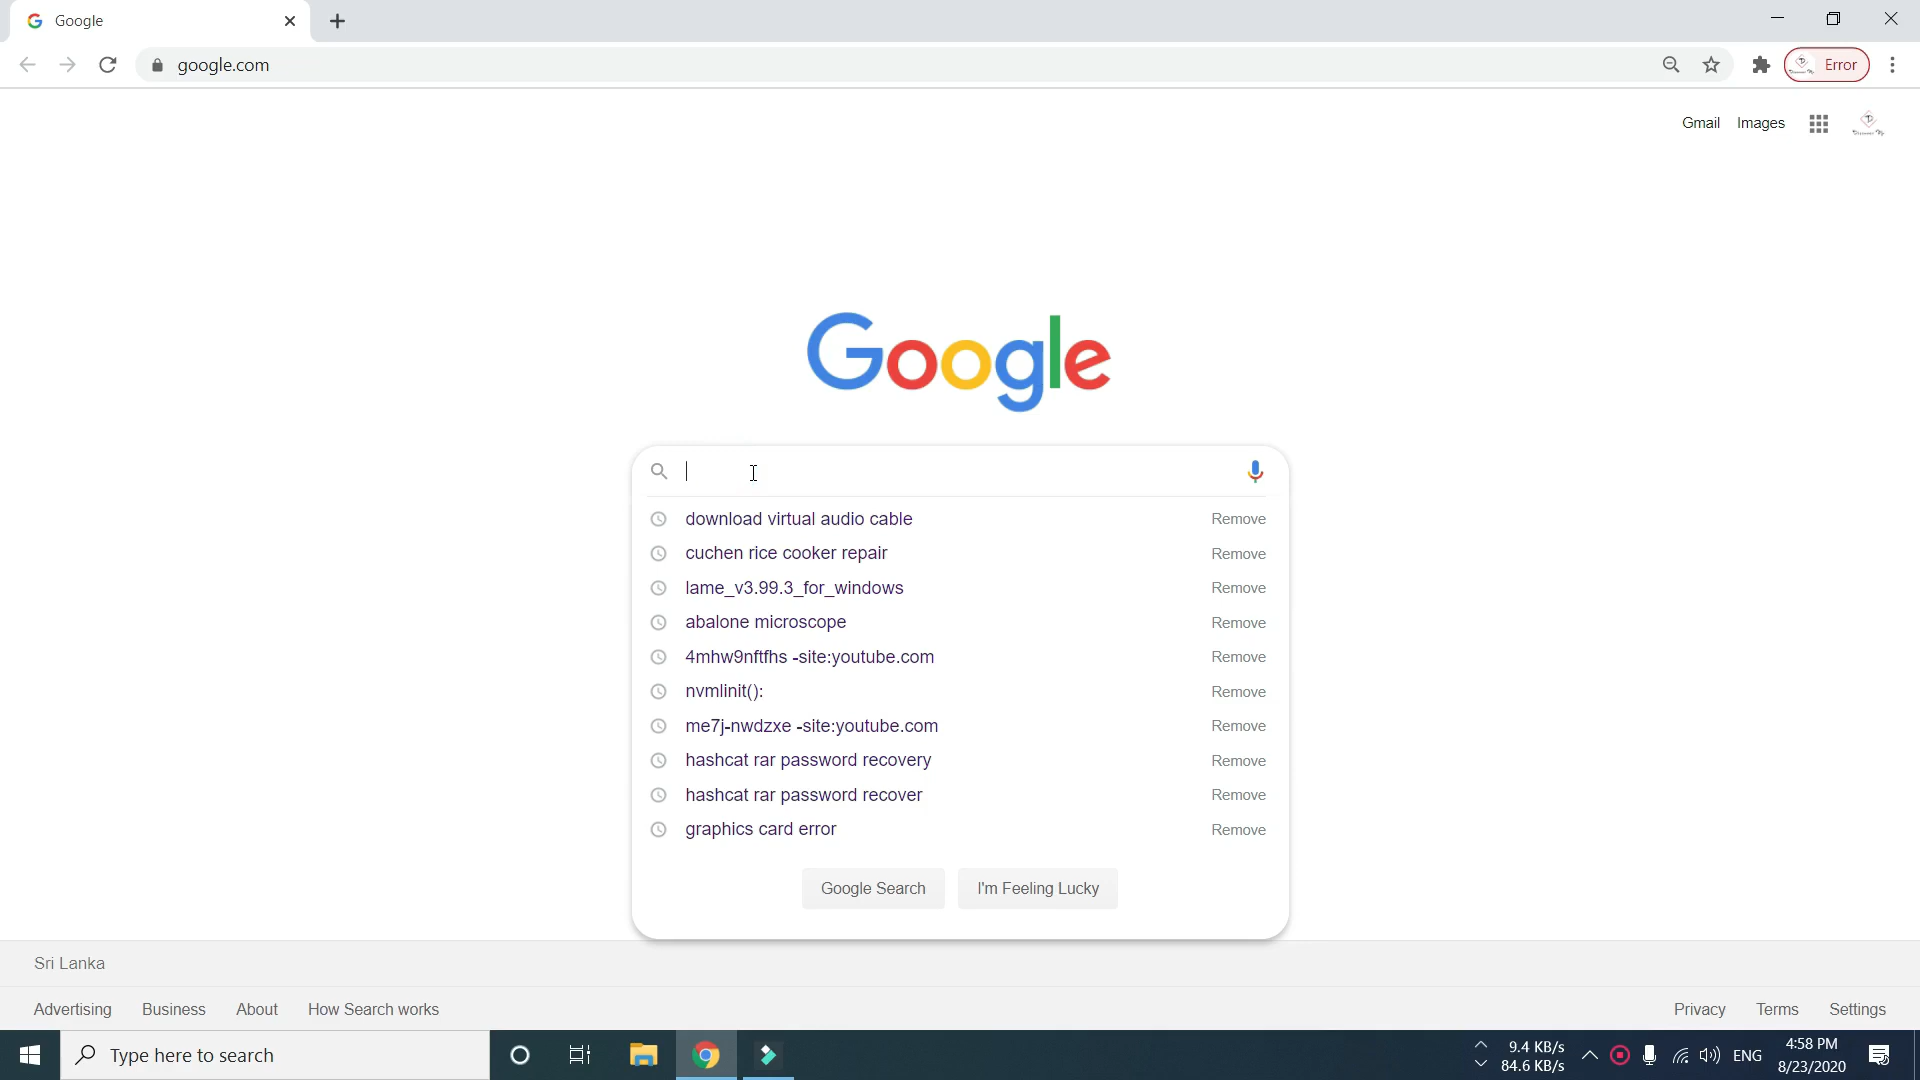 Google
google.com
Error
Gmail Images
Google
download virtual audio cable Remove
cuchen rice cooker repair Remove
lame_v3.99.3_for_windows Remove
abalone microscope Remove
4mhw9nftfhs -site:youtube.com Remove
nvmlinit(): Remove
me7j-nwdzxe -site:youtube.com Remove
hashcat rar password recovery Remove
hashcat rar password recover Remove
graphics card error Remove
Google Search I'm Feeling Lucky
Sri Lanka
Advertising Business About How Search works Privacy Terms Settings
Type here to search
9.4 KB/s
84.6 KB/s
ENG
4:58 PM
8/23/2020